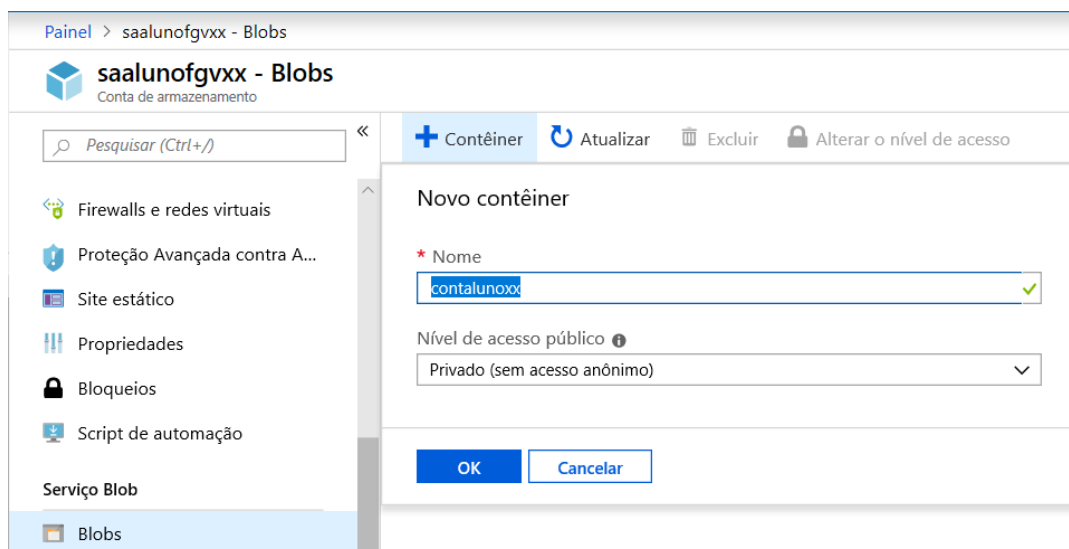 Painel > saalunofgvxx - Blobs
saalunofgvxx - Blobs
Conta de armazenamento
Pesquisar (Ctrl+/)
«
Firewalls e redes virtuais
Proteção Avançada contra A...
Site estático
Propriedades
Bloqueios
Script de automação
Serviço Blob
Blobs
+ Contêiner Atualizar Excluir Alterar o nível de acesso
Novo contêiner
* Nome
contalunoxx
Nível de acesso público
Privado (sem acesso anônimo)
OK Cancelar